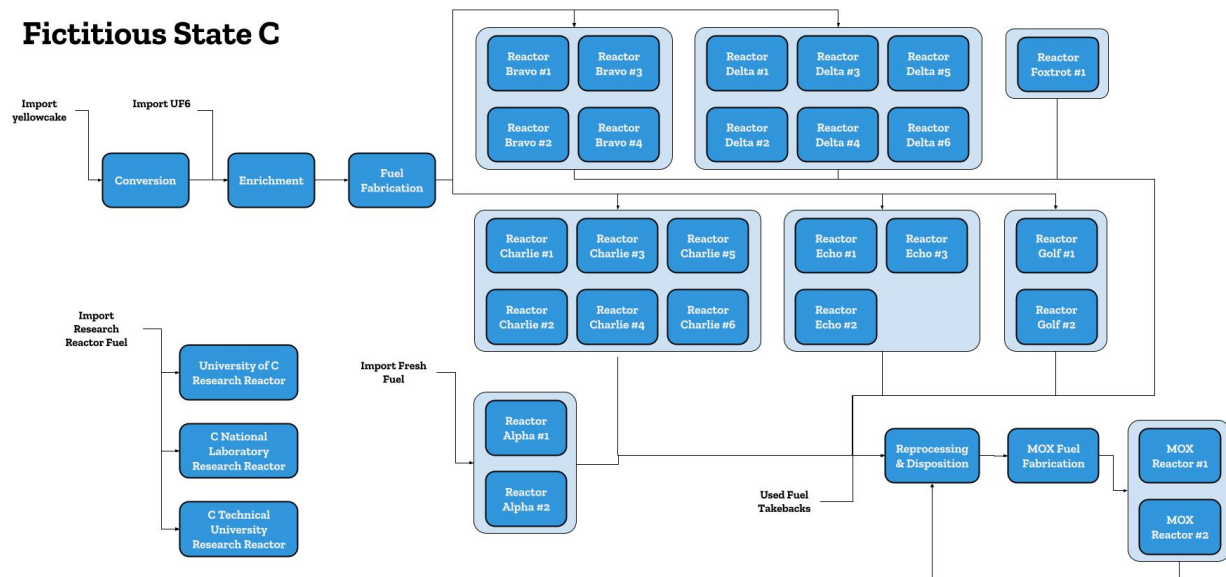 Fictitious State C
Import
yellowcake
Import UF6
Conversion
Enrichment
Fuel
Fabrication
Reactor
Bravo #1
Reactor
Bravo #3
Reactor
Bravo #2
Reactor
Bravo #4
Reactor
Delta #1
Reactor
Delta #3
Reactor
Delta #5
Reactor
Delta #2
Reactor
Delta #4
Reactor
Delta #6
Reactor
Foxtrot #1
Reactor
Charlie #1
Reactor
Charlie #3
Reactor
Charlie #5
Reactor
Charlie #2
Reactor
Charlie #4
Reactor
Charlie #6
Reactor
Echo #1
Reactor
Echo #3
Reactor
Echo #2
Reactor
Golf #1
Reactor
Golf #2
Import
Research
Reactor Fuel
University of C
Research Reactor
C National
Laboratory
Research Reactor
C Technical
University
Research Reactor
Import Fresh
Fuel
Reactor
Alpha #1
Reactor
Alpha #2
Used Fuel
Takebacks
Reprocessing
& Disposition
MOX Fuel
Fabrication
MOX
Reactor #1
MOX
Reactor #2